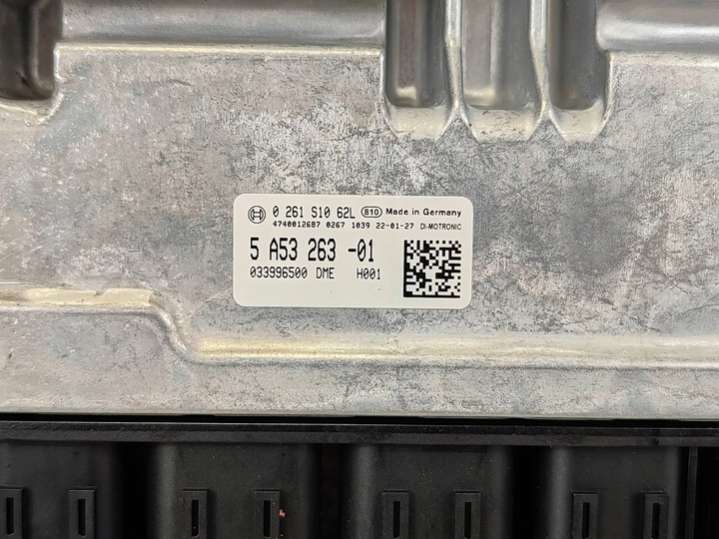 0 261 S10 62L B10 Made in Germany
4740012687 0267 1039 22-01-27 DI-MOTRONIC
5 A53 263 -01
033996500 DME H001